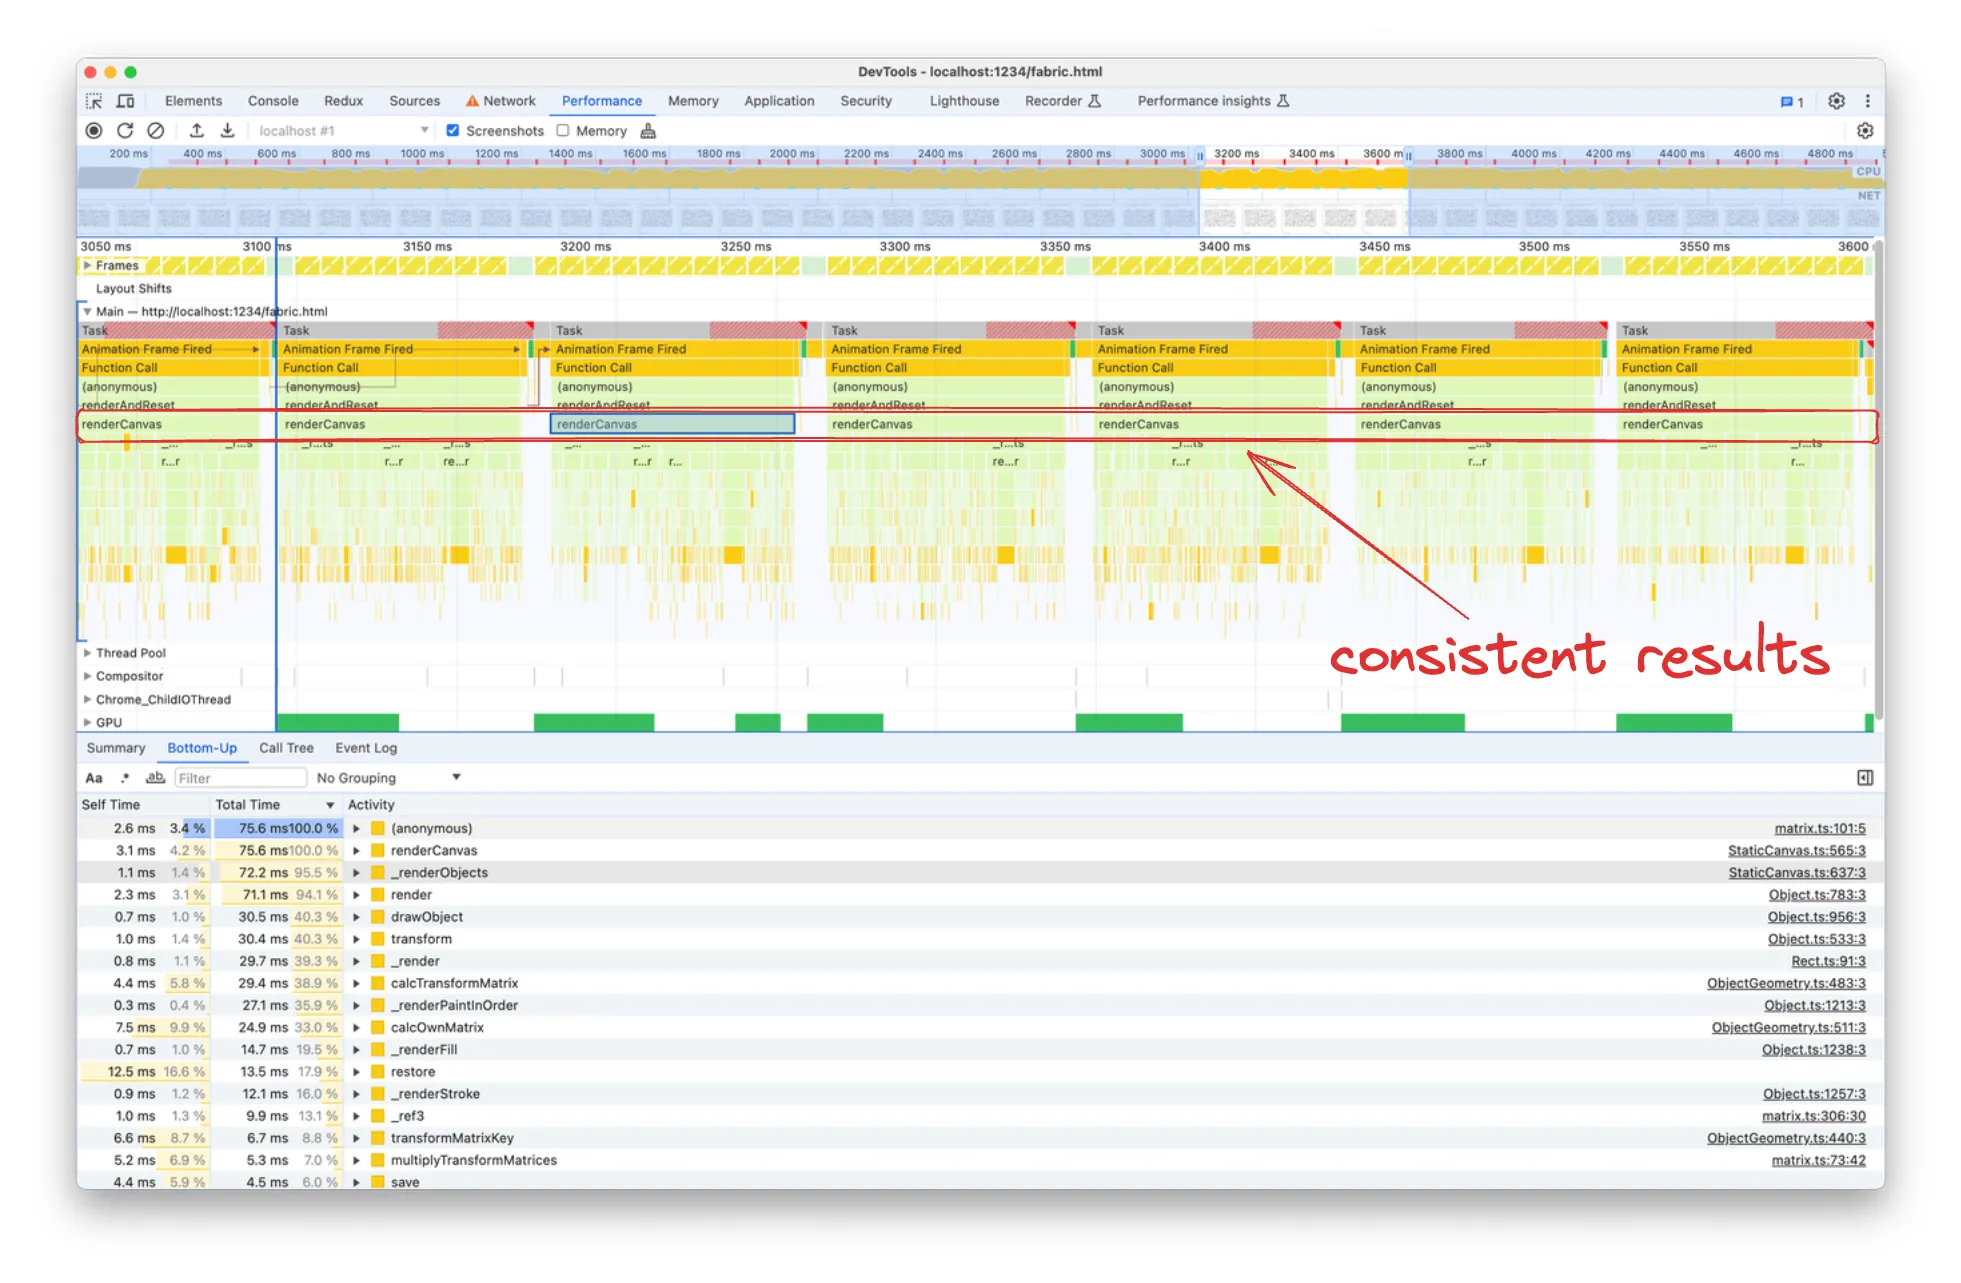 DevTools - localhost:1234/fabric.html
Elements Console Redux Sources Network Performance Memory Application Security Lighthouse Recorder Performance insights 1
localhost #1 Screenshots Memory
200 ms 400 ms 600 ms 800 ms 1000 ms 1200 ms 1400 ms 1600 ms 1800 ms 2000 ms 2200 ms 2400 ms 2600 ms 2800 ms 3000 ms 3200 ms 3400 ms 3600 m 3800 ms 4000 ms 4200 ms 4400 ms 4600 ms 4800 ms
CPU
NET
3050 ms 3100 ms 3150 ms 3200 ms 3250 ms 3300 ms 3350 ms 3400 ms 3450 ms 3500 ms 3550 ms 3600
Frames
Layout Shifts
Main — http://localhost:1234/fabric.html
Task Task Task Task Task Task Task
Animation Frame Fired Animation Frame Fired Animation Frame Fired Animation Frame Fired Animation Frame Fired Animation Frame Fired Animation Frame Fired
Function Call Function Call Function Call Function Call Function Call Function Call Function Call
(anonymous) (anonymous) (anonymous) (anonymous) (anonymous) (anonymous) (anonymous)
renderAndReset renderAndReset renderAndReset renderAndReset renderAndReset renderAndReset renderAndReset
renderCanvas renderCanvas renderCanvas renderCanvas renderCanvas renderCanvas renderCanvas
_... _r...s _r...ts _... _r...s _... _... _r...ts _r...ts _...s _... _r...ts
r...r r...r re...r r...r r... re...r r...r r...r r...
consistent results
Thread Pool
Compositor
Chrome_ChildIOThread
GPU
Summary Bottom-Up Call Tree Event Log
Aa .* ab Filter No Grouping
Self Time Total Time Activity
2.6 ms 3.4 % 75.6 ms 100.0 % (anonymous) matrix.ts:101:5
3.1 ms 4.2 % 75.6 ms 100.0 % renderCanvas StaticCanvas.ts:565:3
1.1 ms 1.4 % 72.2 ms 95.5 % _renderObjects StaticCanvas.ts:637:3
2.3 ms 3.1 % 71.1 ms 94.1 % render Object.ts:783:3
0.7 ms 1.0 % 30.5 ms 40.3 % drawObject Object.ts:956:3
1.0 ms 1.4 % 30.4 ms 40.3 % transform Object.ts:533:3
0.8 ms 1.1 % 29.7 ms 39.3 % _render Rect.ts:91:3
4.4 ms 5.8 % 29.4 ms 38.9 % calcTransformMatrix ObjectGeometry.ts:483:3
0.3 ms 0.4 % 27.1 ms 35.9 % _renderPaintInOrder Object.ts:1213:3
7.5 ms 9.9 % 24.9 ms 33.0 % calcOwnMatrix ObjectGeometry.ts:511:3
0.7 ms 1.0 % 14.7 ms 19.5 % _renderFill Object.ts:1238:3
12.5 ms 16.6 % 13.5 ms 17.9 % restore
0.9 ms 1.2 % 12.1 ms 16.0 % _renderStroke Object.ts:1257:3
1.0 ms 1.3 % 9.9 ms 13.1 % _ref3 matrix.ts:306:30
6.6 ms 8.7 % 6.7 ms 8.8 % transformMatrixKey ObjectGeometry.ts:440:3
5.2 ms 6.9 % 5.3 ms 7.0 % multiplyTransformMatrices matrix.ts:73:42
4.4 ms 5.9 % 4.5 ms 6.0 % save